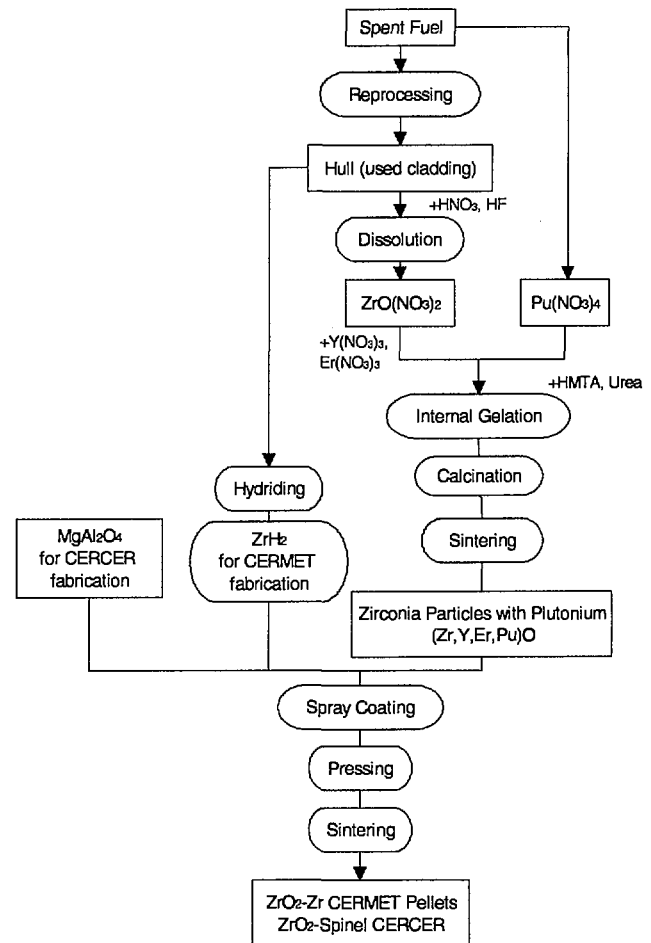 Spent Fuel
Reprocessing
Hull (used cladding)
+HNO₃, HF
Dissolution
ZrO(NO₃)₂
Pu(NO₃)₄
+Y(NO₃)₃,
Er(NO₃)₃
+HMTA, Urea
Internal Gelation
Calcination
Hydriding
Sintering
MgAl₂O₄
for CERCER
fabrication
ZrH₂
for CERMET
fabrication
Zirconia Particles with Plutonium
(Zr,Y,Er,Pu)O
Spray Coating
Pressing
Sintering
ZrO₂-Zr CERMET Pellets
ZrO₂-Spinel CERCER